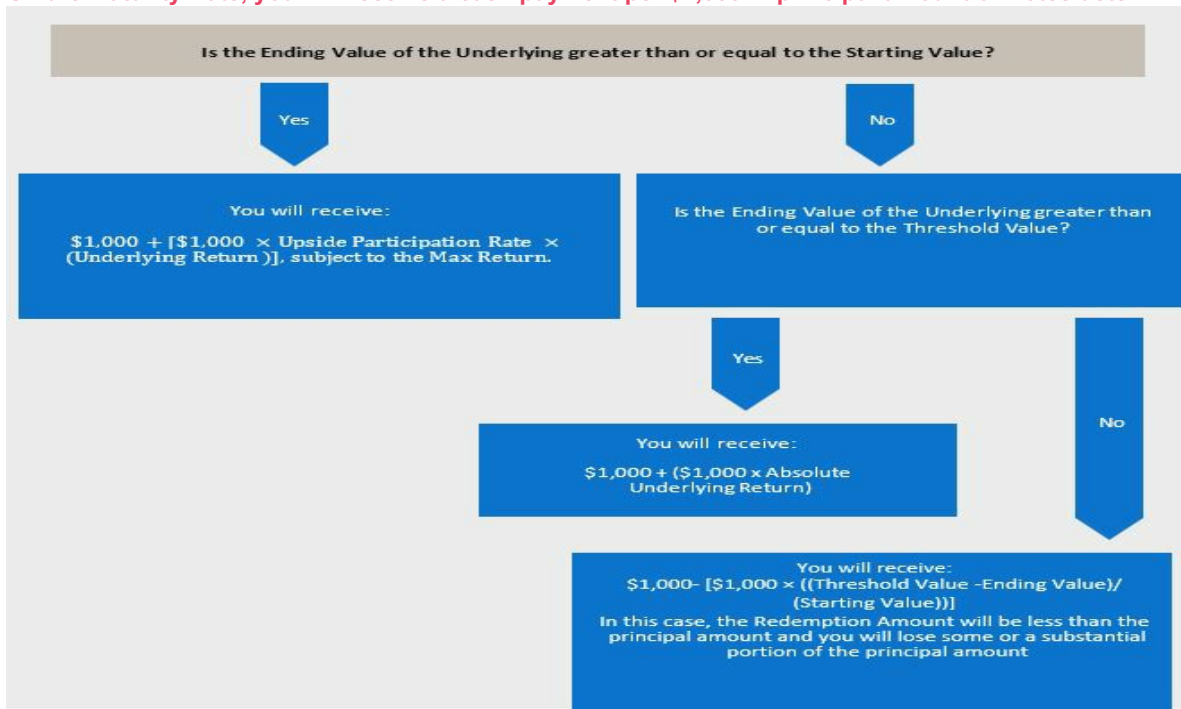 Is the Ending Value of the Underlying greater than or equal to the Starting Value?
Yes
No
You will receive:
$1,000 + [$1,000 × Upside Participation Rate ×
(Underlying Return)], subject to the Max Return.
Is the Ending Value of the Underlying greater than
or equal to the Threshold Value?
Yes
No
You will receive:
$1,000 + ($1,000 x Absolute
Underlying Return)
You will receive:
$1,000- [$1,000 × ((Threshold Value -Ending Value)/
(Starting Value))]
In this case, the Redemption Amount will be less than the
principal amount and you will lose some or a substantial
portion of the principal amount